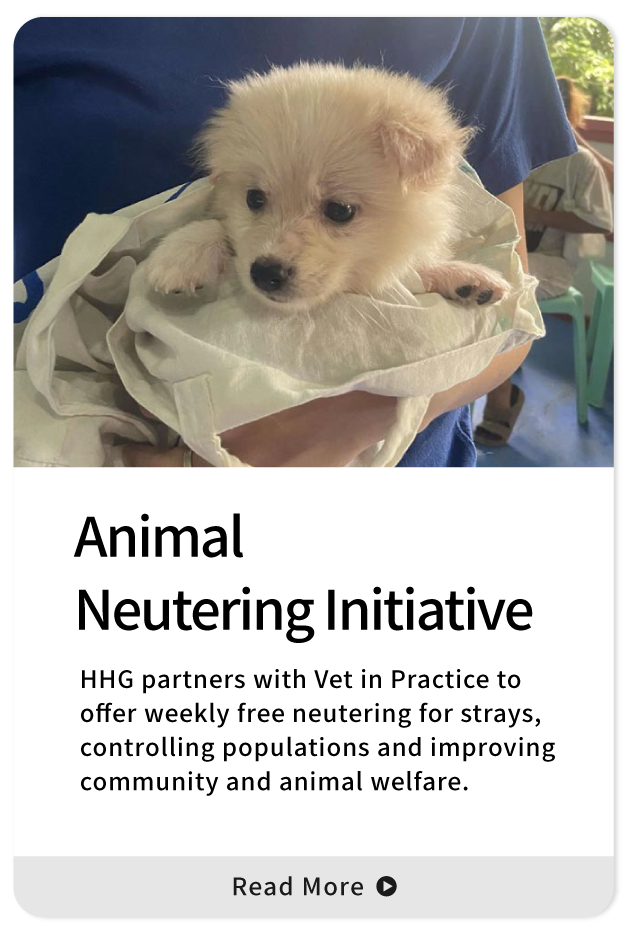 Animal
Neutering Initiative
HHG partners with Vet in Practice to
offer weekly free neutering for strays,
controlling populations and improving
community and animal welfare.
Read More